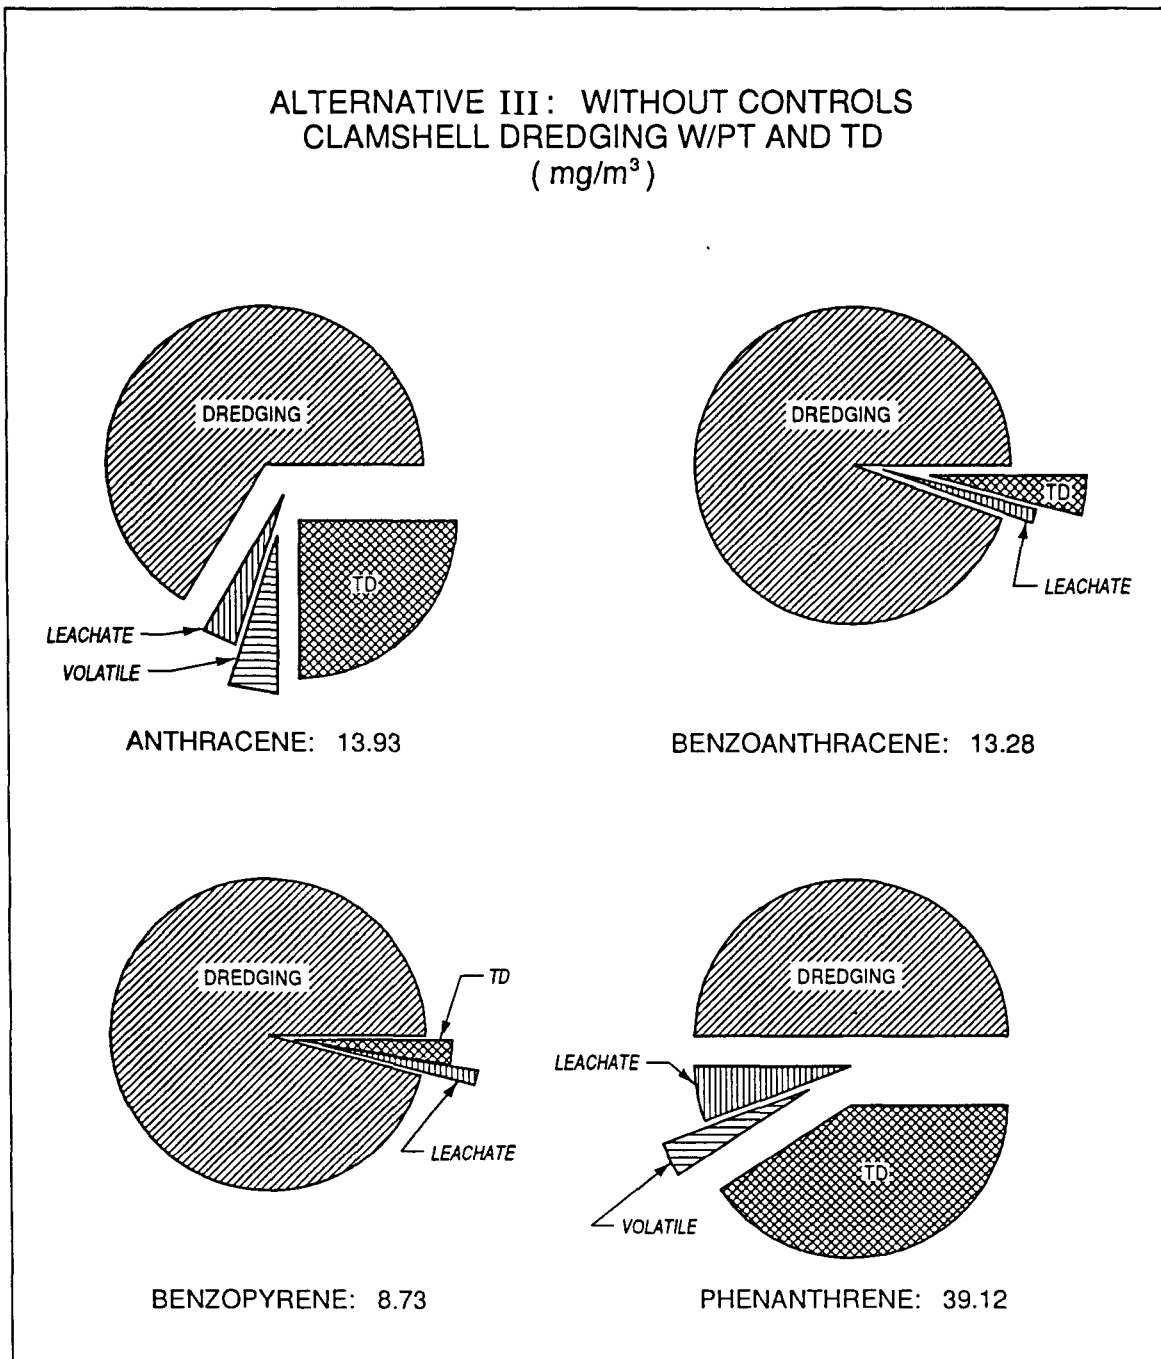 ALTERNATIVE III: WITHOUT CONTROLS
CLAMSHELL DREDGING W/PT AND TD
( mg/m³ )
DREDGING
TD
LEACHATE
VOLATILE
ANTHRACENE: 13.93
DREDGING
TD
LEACHATE
BENZOANTHRACENE: 13.28
DREDGING
TD
LEACHATE
BENZOPYRENE: 8.73
DREDGING
LEACHATE
TD
VOLATILE
PHENANTHRENE: 39.12